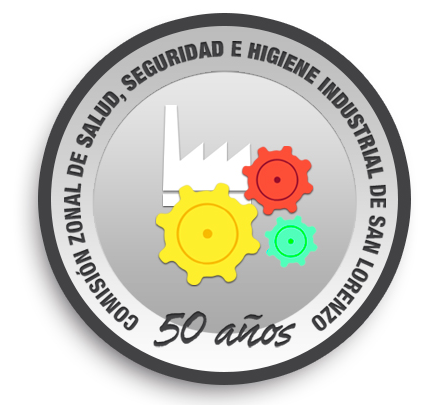 COMISIÓN ZONAL DE SALUD, SEGURIDAD E HIGIENE INDUSTRIAL DE SAN LORENZO
50 años